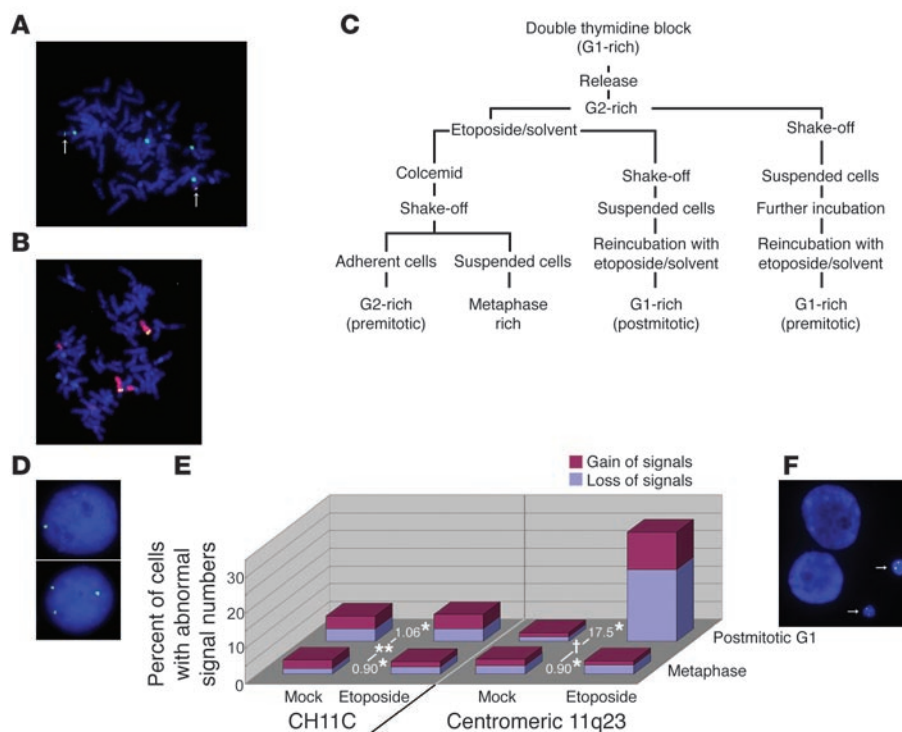 A
B
C
Double thymidine block
(G1-rich)
Release
G2-rich
Etoposide/solvent
Shake-off
Colcemid
Shake-off
Suspended cells
Shake-off
Suspended cells
Further incubation
Adherent cells
Suspended cells
Reincubation with
etoposide/solvent
Reincubation with
etoposide/solvent
G2-rich
(premitotic)
Metaphase
rich
G1-rich
(postmitotic)
G1-rich
(premitotic)
D
E
Gain of signals
Loss of signals
Percent of cells
with abnormal
signal numbers
30
20
10
0
1.06 *
**
0.90 *
17.5 *
†
0.90 *
Postmitotic G1
Metaphase
Mock
Etoposide
Mock
Etoposide
CH11C
Centromeric 11q23
F